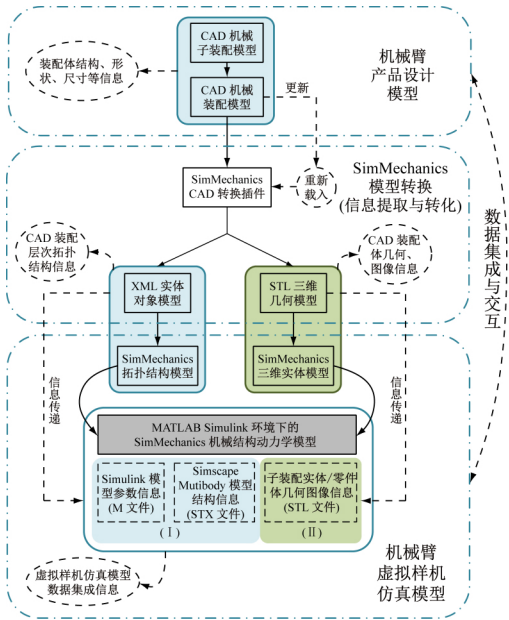 CAD 机械
子装配模型
装配体结构、形
状、尺寸等信息
CAD 机械
装配模型
更新
机械臂
产品设计
模型
SimMechanics
CAD 转换插件
重新
载入
SimMechanics
模型转换
(信息提取与转化)
数据集成与交互
CAD 装配
层次拓扑
结构信息
CAD 装配
体几何、
图像信息
XML 实体
对象模型
STL 三维
几何模型
SimMechanics
拓扑结构模型
SimMechanics
三维实体模型
信息传递
信息传递
MATLAB Simulink 环境下的
SimMechanics 机械结构动力学模型
Simulink 模
型参数信息
(M 文件)
Simscape
Mutibody 模型
结构信息
(STX 文件)
子装配实体/零件
体几何图像信息
(STL 文件)
(Ⅰ)
(Ⅱ)
虚拟样机仿真模型
数据集成信息
机械臂
虚拟样机
仿真模型